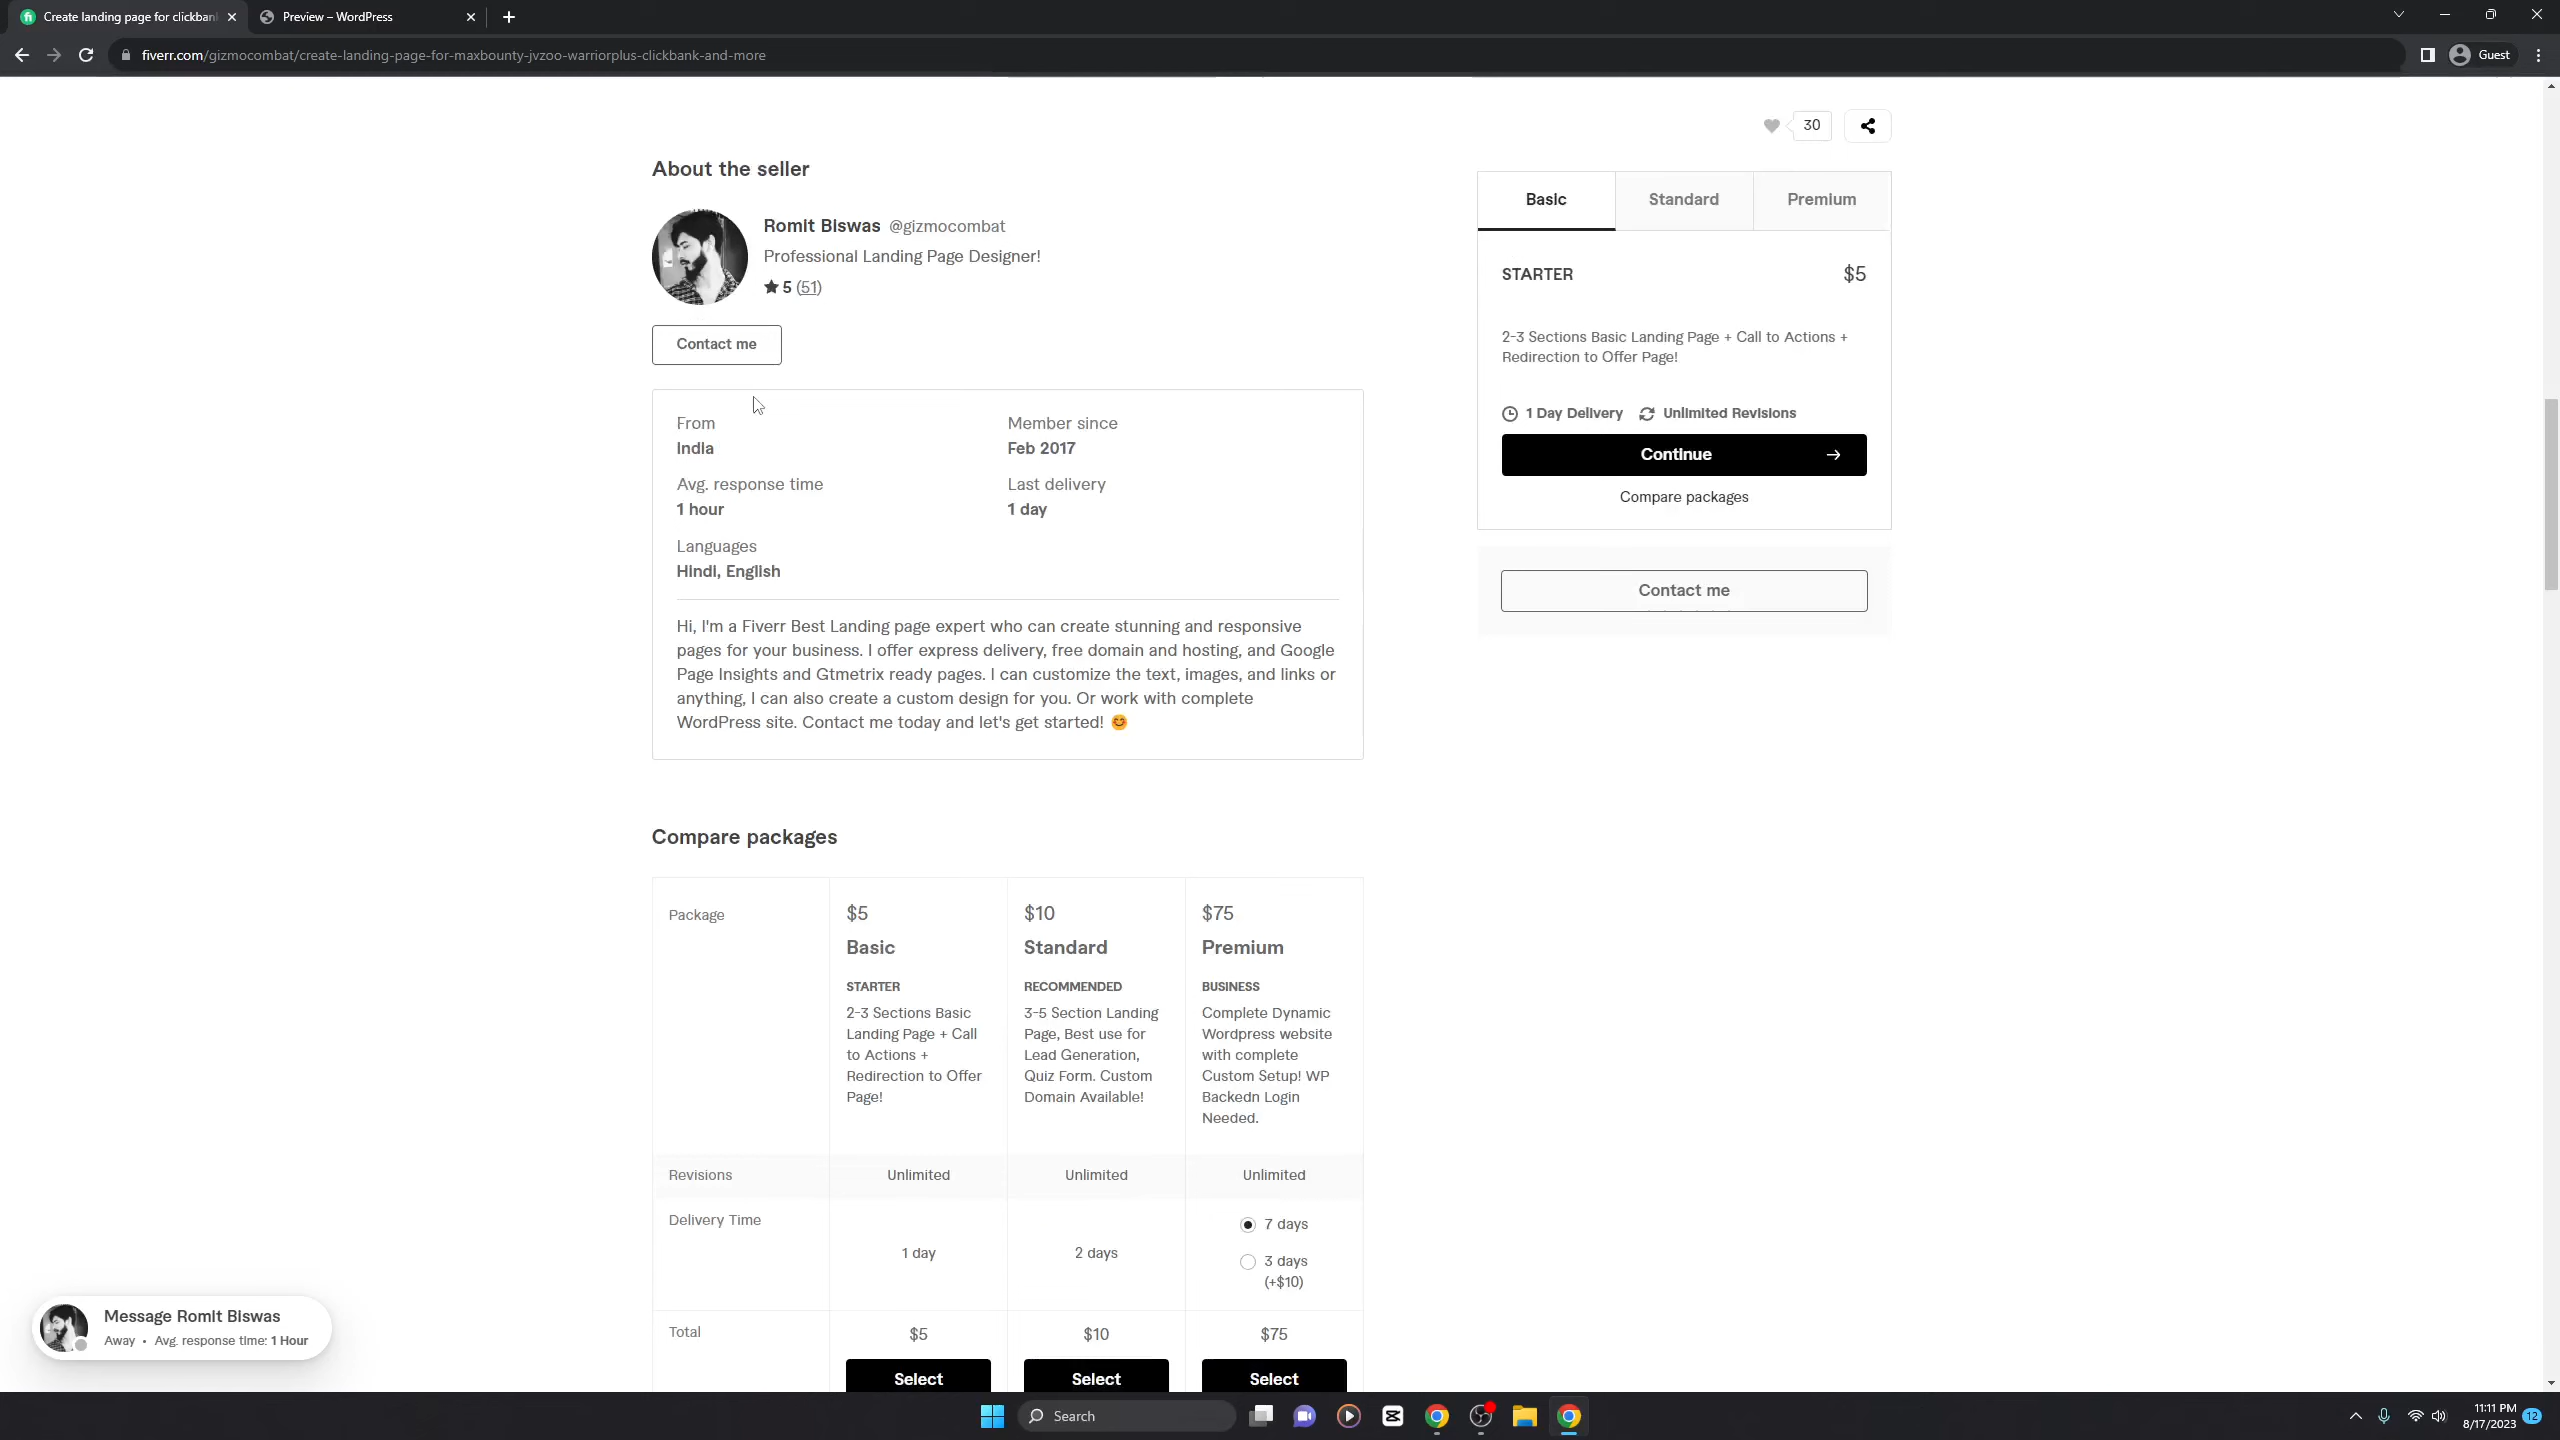 Create landing page for clickban
Preview – WordPress
fiverr.com/gizmocombat/create-landing-page-for-maxbounty-jvzoo-warriorplus-clickbank-and-more
Guest
30
About the seller
Romit Biswas @gizmocombat
Professional Landing Page Designer!
5 (51)
Contact me
From
India
Member since
Feb 2017
Avg. response time
1 hour
Last delivery
1 day
Languages
Hindi, English
Hi, I'm a Fiverr Best Landing page expert who can create stunning and responsive
pages for your business. I offer express delivery, free domain and hosting, and Google
Page Insights and Gtmetrix ready pages. I can customize the text, images, and links or
anything, I can also create a custom design for you. Or work with complete
WordPress site. Contact me today and let's get started! 😊
Basic
Standard
Premium
STARTER
$5
2-3 Sections Basic Landing Page + Call to Actions +
Redirection to Offer Page!
1 Day Delivery
Unlimited Revisions
Continue →
Compare packages
Contact me
Compare packages
Package
$5
Basic
STARTER
2-3 Sections Basic
Landing Page + Call
to Actions +
Redirection to Offer
Page!
$10
Standard
RECOMMENDED
3-5 Section Landing
Page, Best use for
Lead Generation,
Quiz Form. Custom
Domain Available!
$75
Premium
BUSINESS
Complete Dynamic
Wordpress website
with complete
Custom Setup! WP
Backedn Login
Needed.
Revisions
Unlimited
Unlimited
Unlimited
Delivery Time
1 day
2 days
7 days
3 days
(+$10)
Total
$5
$10
$75
Select
Select
Select
Message Romit Biswas
Away • Avg. response time: 1 Hour
Search
11:11 PM
8/17/2023
12